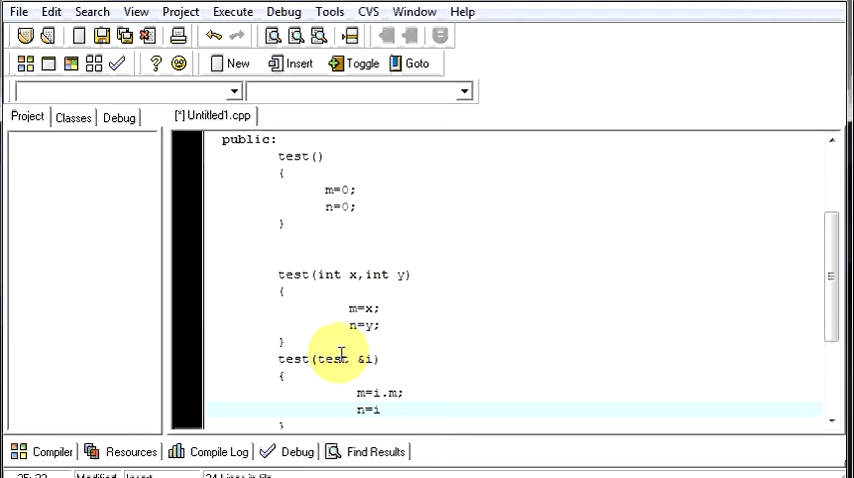 File Edit Search View Project Execute Debug Tools CVS Window Help
New Insert Toggle Goto
Project Classes Debug [*] Untitled1.cpp
public:
test()
{
m=0;
n=0;
}
test(int x,int y)
{
m=x;
n=y;
}
test(test &i)
{
m=i.m;
n=i
}
Compiler Resources Compile Log Debug Find Results